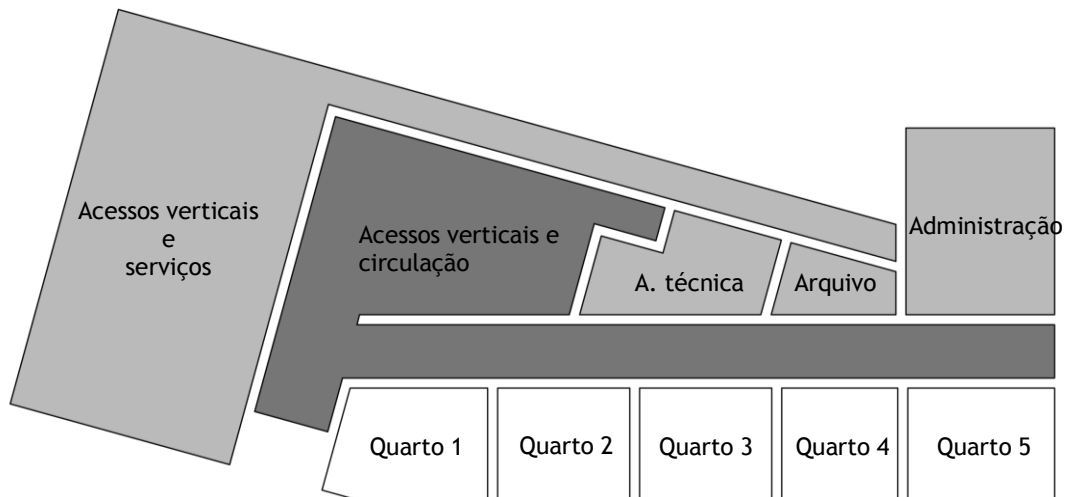 Acessos verticais
e
serviços
Acessos verticais e
circulação
A. técnica
Arquivo
Administração
Quarto 1
Quarto 2
Quarto 3
Quarto 4
Quarto 5